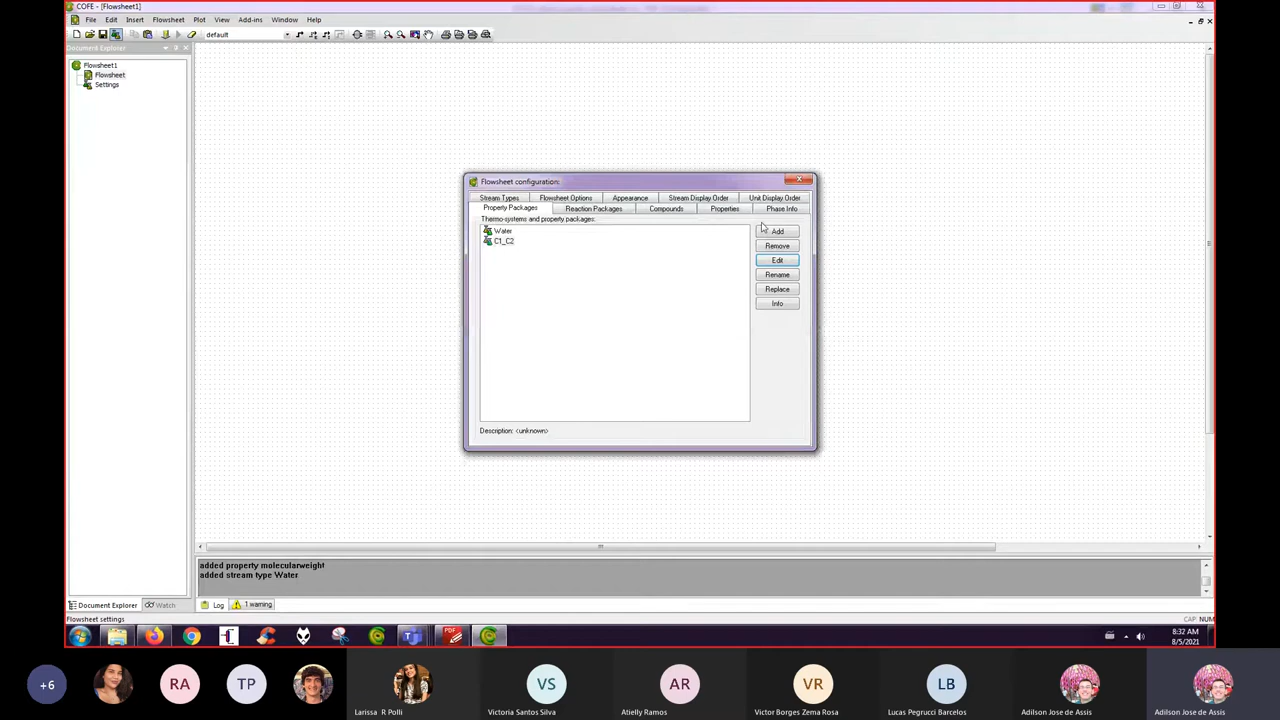 COFE - [Flowsheet1]
File Edit Insert Flowsheet Plot View Add-ins Window Help
default
Document Explorer
Flowsheet1
Flowsheet
Settings
Flowsheet configuration:
Stream Types Flowsheet Options Appearance Stream Display Order Unit Display Order
Property Packages Reaction Packages Compounds Properties Phase Info
Thermo-systems and property packages:
Water
C1_C2
Add
Remove
Edit
Rename
Replace
Info
Description: <unknown>
added property molecularweight
added stream type Water
Document Explorer Watch Log 1 warning
Flowsheet settings
CAP NUM
PDF
8:32 AM
8/5/2021
+6
RA
TP
VS
AR
VR
LB
Larissa R Polli
Victoria Santos Silva
Atielly Ramos
Victor Borges Zema Rosa
Lucas Pegrucci Barcelos
Adilson Jose de Assis
Adilson Jose de Assis